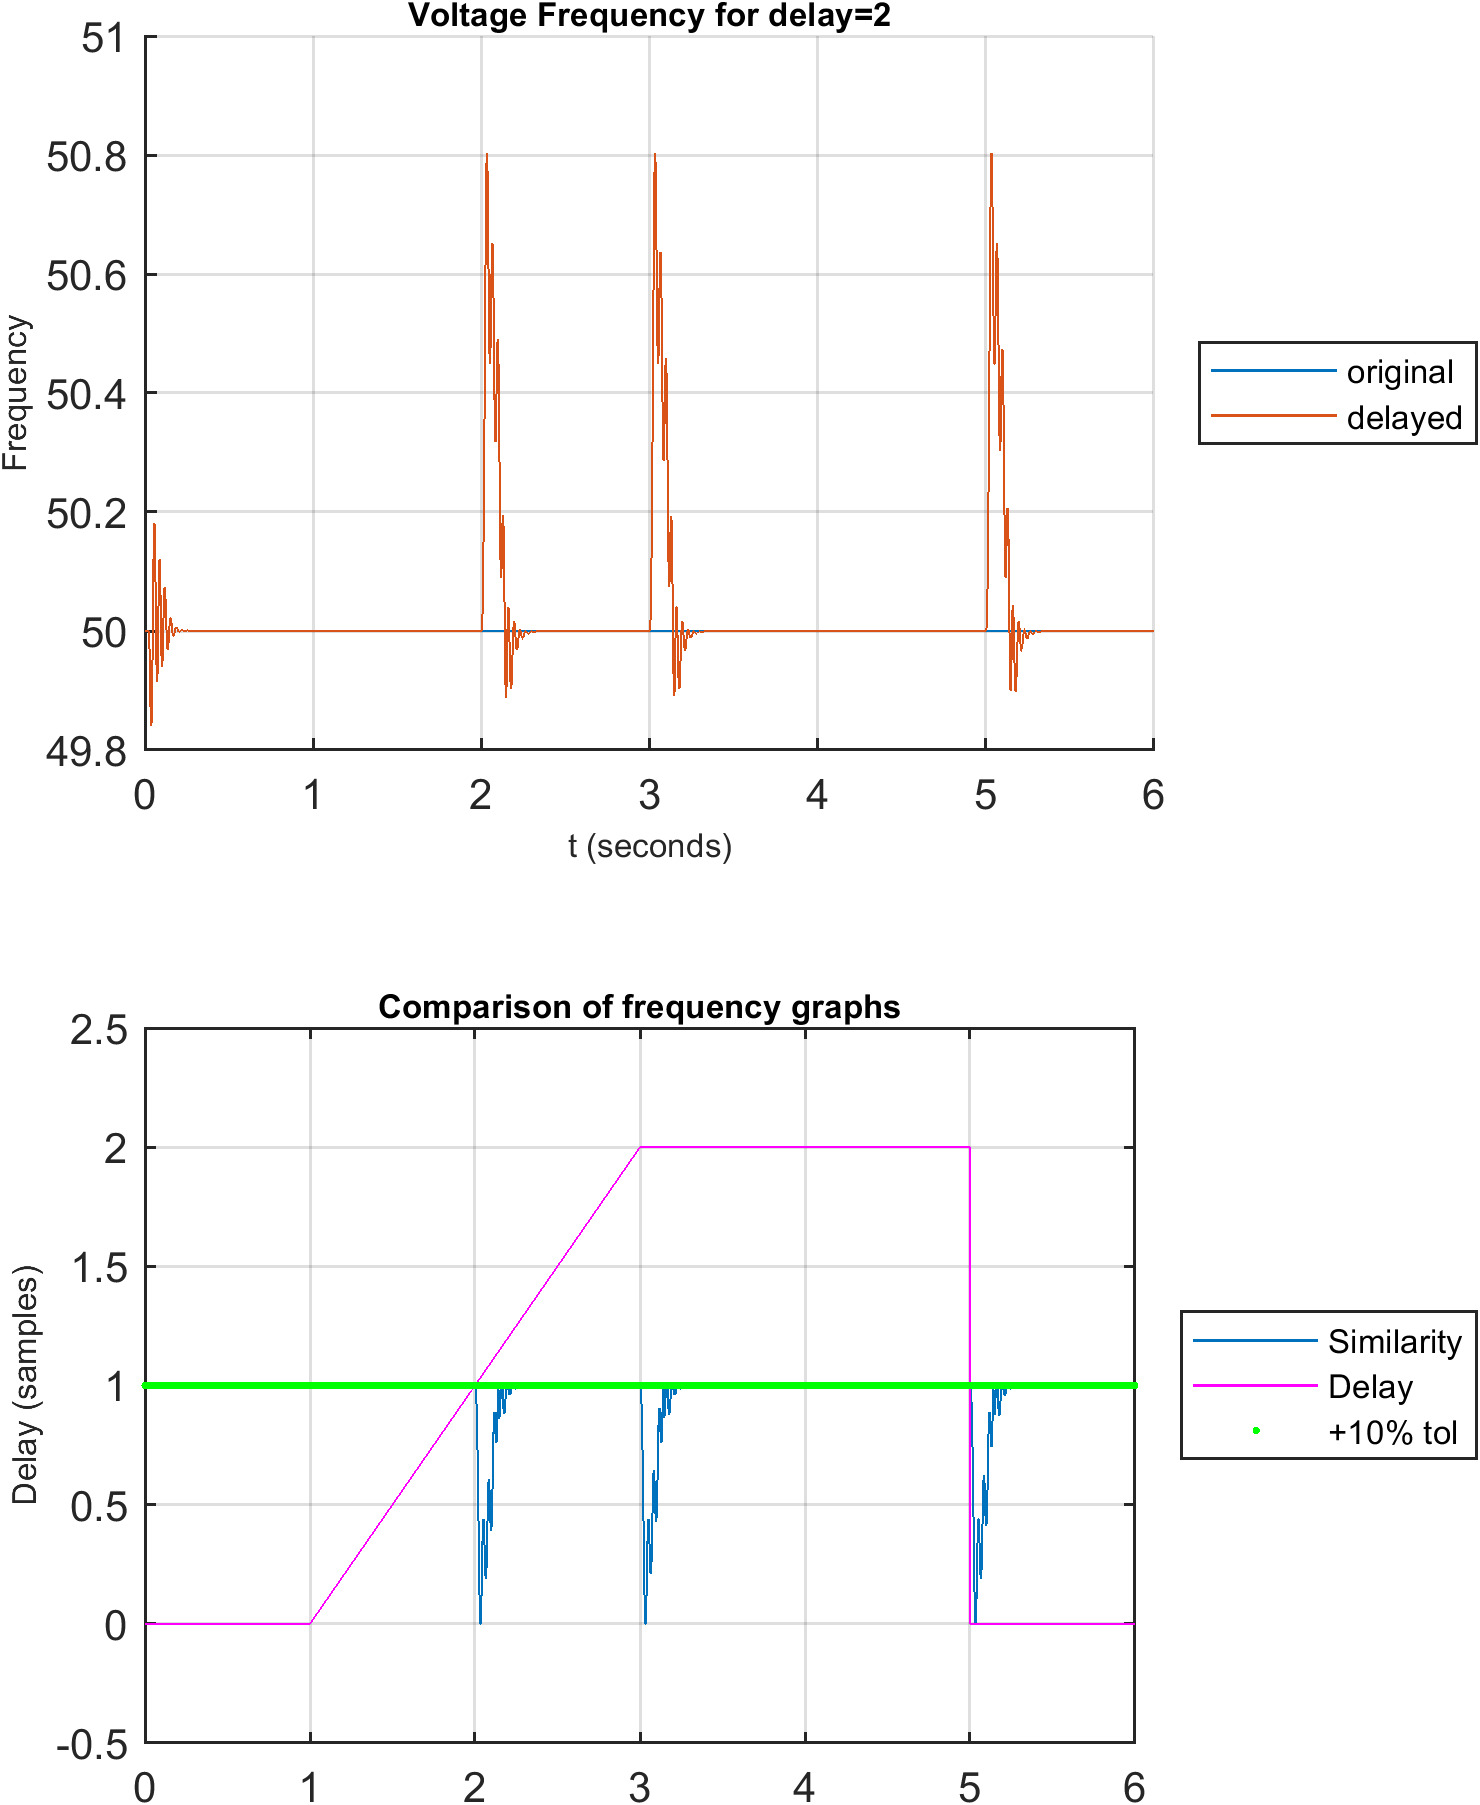 Voltage Frequency for delay=2
51
50.8
50.6
50.4
50.2
50
49.8
Frequency
0 1 2 3 4 5 6
t (seconds)
original
delayed
Comparison of frequency graphs
2.5
2
1.5
1
0.5
0
-0.5
Delay (samples)
0 1 2 3 4 5 6
Similarity
Delay
+10% tol